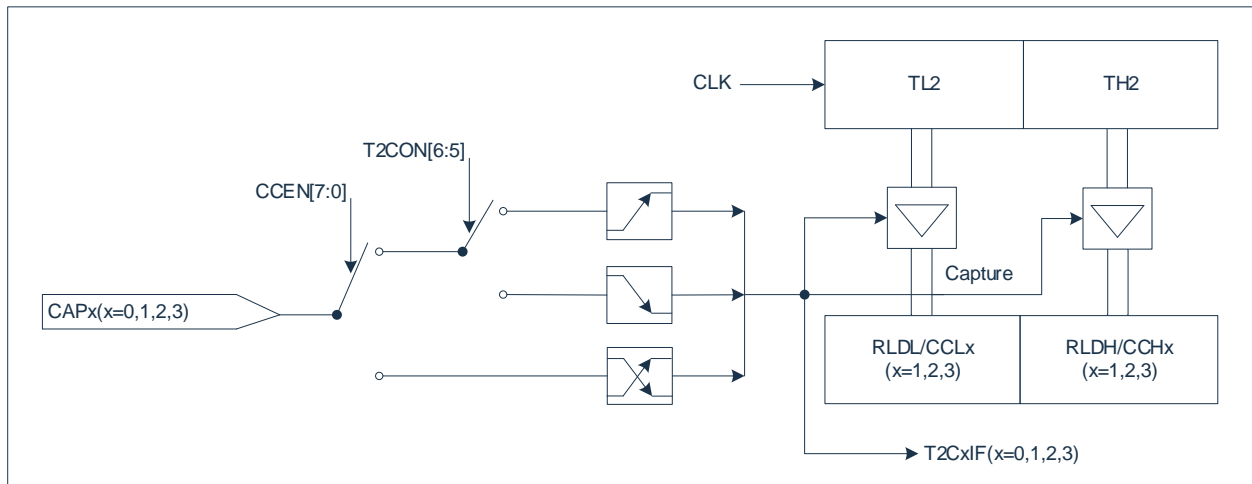 CLK
TL2
TH2
T2CON[6:5]
CCEN[7:0]
Capture
CAPx(x=0,1,2,3)
RLDL/CCLx
(x=1,2,3)
RLDH/CCHx
(x=1,2,3)
T2CxIF(x=0,1,2,3)